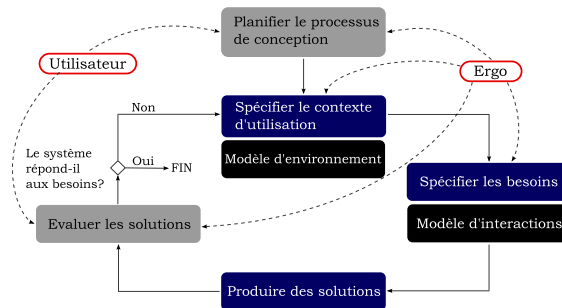 Planifier le processus
de conception
Utilisateur
Ergo
Non
Spécifier le contexte
d'utilisation
Modèle d'environnement
Le système
répond-il
aux besoins?
Oui
FIN
Spécifier les besoins
Modèle d'interactions
Evaluer les solutions
Produire des solutions